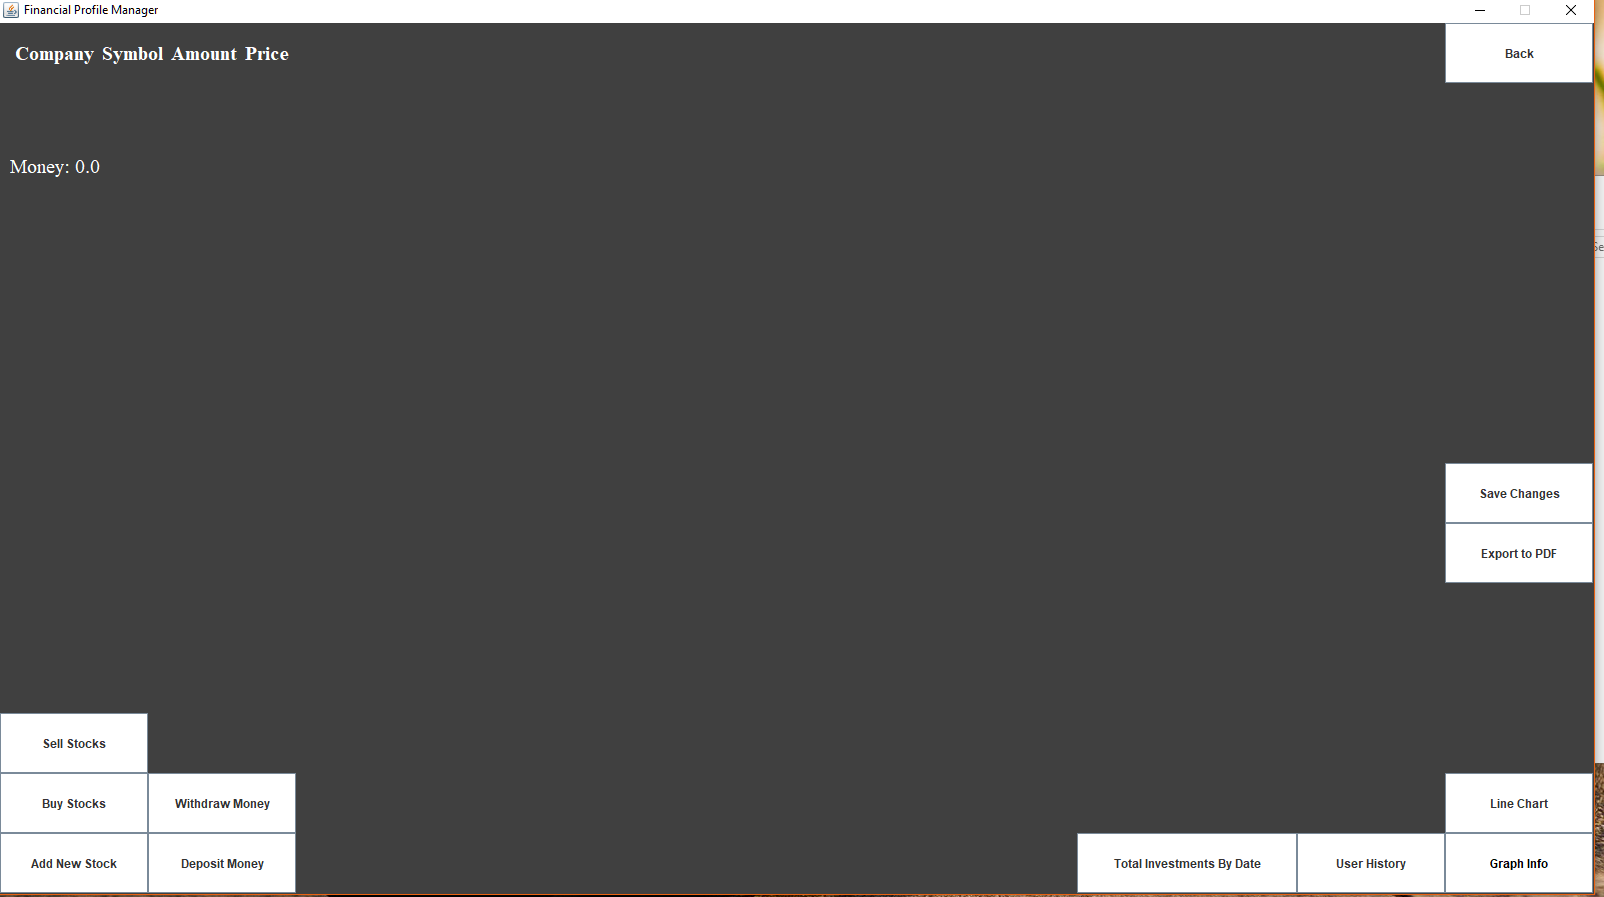 Financial Profile Manager
Company Symbol Amount Price
Back
Money: 0.0
Se
Save Changes
Export to PDF
Sell Stocks
Buy Stocks Withdraw Money Line Chart
Add New Stock Deposit Money Total Investments By Date User History Graph Info